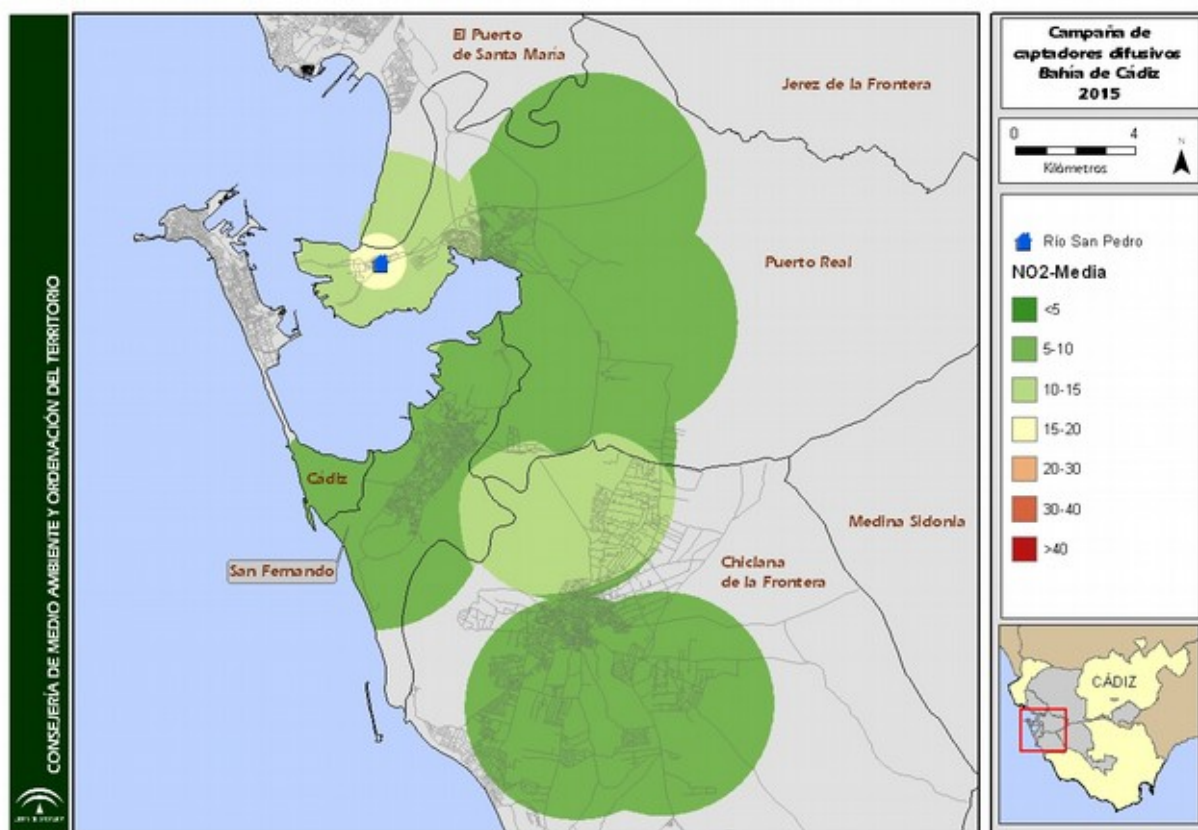 CONSEJERÍA DE MEDIO AMBIENTE Y ORDENACIÓN DEL TERRITORIO
El Puerto
de Santa María
Jerez de la Frontera
Puerto Real
Cádiz
San Fernando
Medina Sidonia
Chiclana
de la Frontera
Campaña de
captadores difusivos
Bahía de Cádiz
2015
0 4
Kilómetros
N
Río San Pedro
NO2-Media
<5
5-10
10-15
15-20
20-30
30-40
>40
CÁDIZ